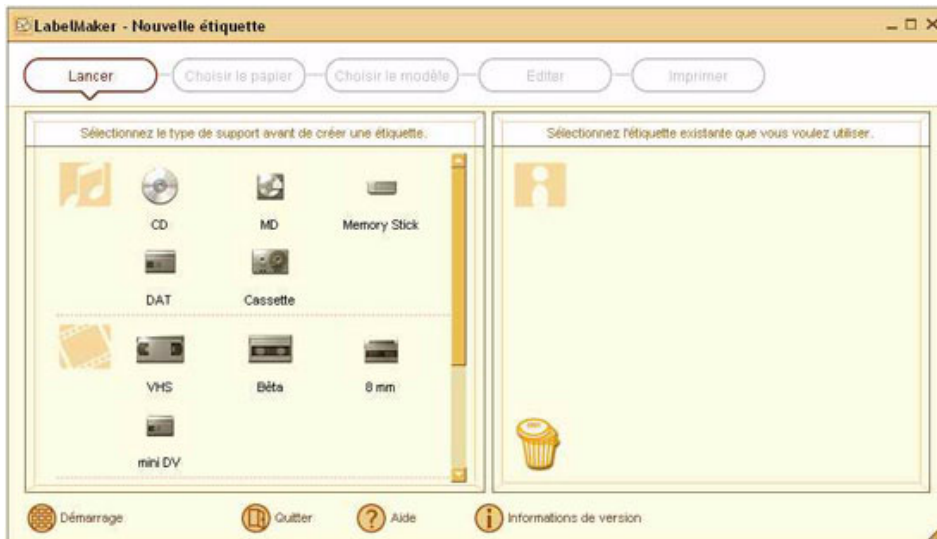 LabelMaker - Nouvelle étiquette
Lancer
Choisir le papier
Choisir le modèle
Editer
Imprimer
Sélectionnez le type de support avant de créer une étiquette.
CD
MD
Memory Stick
DAT
Cassette
VHS
Bêta
8 mm
mini DV
Sélectionnez l'étiquette existante que vous voulez utiliser.
Démarrage
Quitter
Aide
Informations de version